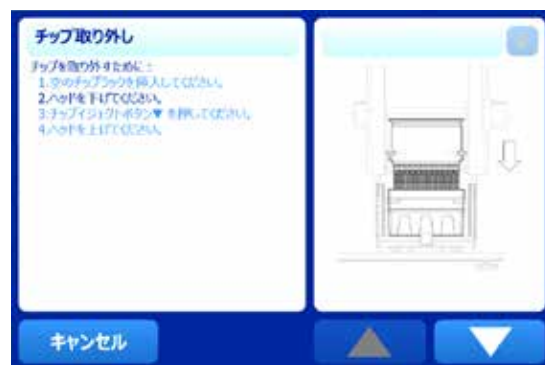 チップ取り外し
チップを取り外すために：
1.空のチップラックを挿入してください。
2.ヘッドを下げてください。
3.チップイジェクトボタン▼ を押してください。
4.ヘッドを上げてください。
キャンセル